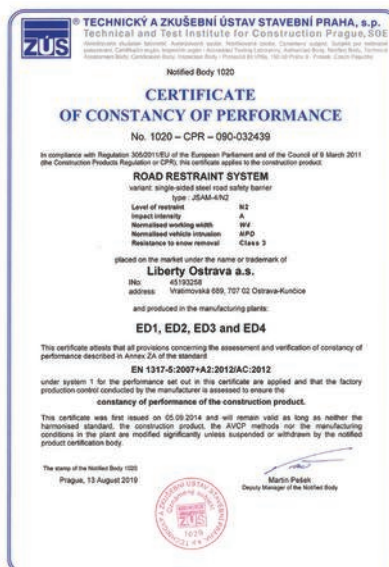 TECHNICKÝ A ZKUŠEBNÍ ÚSTAV STAVEBNÍ PRAHA, s.p.
Technical and Test Institute for Construction Prague, SOE
ZÚS
Notified Body 1020
CERTIFICATE
OF CONSTANCY OF PERFORMANCE
No. 1020 – CPR – 090-032439
In compliance with Regulation 305/2011/EU of the European Parliament and of the Council of 9 March 2011
(the Construction Products Regulation or CPR), this certificate applies to the construction product:
ROAD RESTRAINT SYSTEM
variant: single-sided steel road safety barrier
type : JSAM-4/N2
Level of restraint N2
Impact intensity A
Normalised working width W4
Normalised vehicle intrusion NPD
Resistance to snow removal Class 3
placed on the market under the name or trademark of
Liberty Ostrava a.s.
INo: 45193258
address: Vratimovská 689, 707 02 Ostrava-Kunčice
and produced in the manufacturing plants:
ED1, ED2, ED3 and ED4
This certificate attests that all provisions concerning the assessment and verification of constancy of
performance described in Annex ZA of the standard
EN 1317-5:2007+A2:2012/AC:2012
under system 1 for the performance set out in this certificate are applied and that the factory
production control conducted by the manufacturer is assessed to ensure the
constancy of performance of the construction product.
This certificate was first issued on 05.09.2014 and will remain valid as long as neither the
harmonised standard, the construction product, the AVCP methods nor the manufacturing
conditions in the plant are modified significantly unless suspended or withdrawn by the notified
product certification body.
The stamp of the Notified Body 1020
Prague, 13 August 2019
Martin Pešek
Deputy Manager of the Notified Body
ZÚS
1020